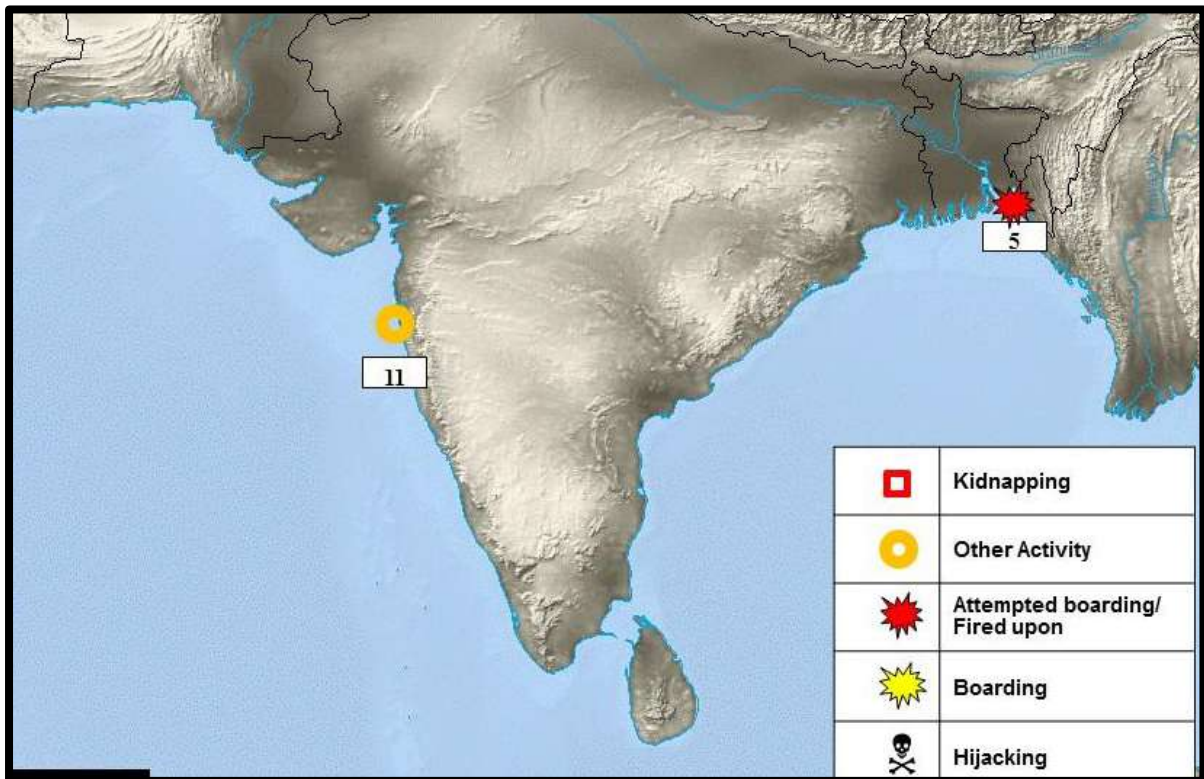 5
11
Kidnapping
Other Activity
Attempted boarding/
Fired upon
Boarding
Hijacking